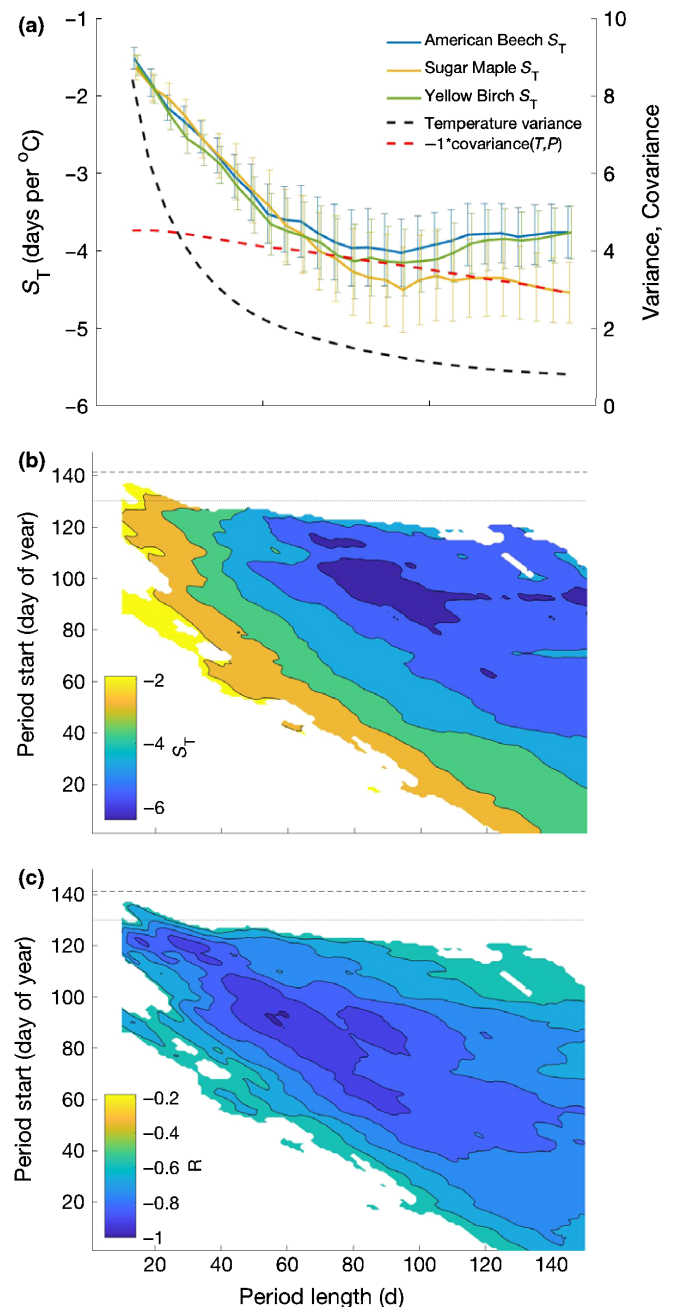 (a)
−1
−2
−3
−4
−5
−6
S_T (days per °C)
10
8
6
4
2
0
Variance, Covariance
American Beech S_T
Sugar Maple S_T
Yellow Birch S_T
Temperature variance
−1*covariance(T,P)
(b)
140
120
100
80
60
40
20
Period start (day of year)
−2
−4
−6
S_T
(c)
140
120
100
80
60
40
20
Period start (day of year)
−0.2
−0.4
−0.6
−0.8
−1
R
20 40 60 80 100 120 140
Period length (d)